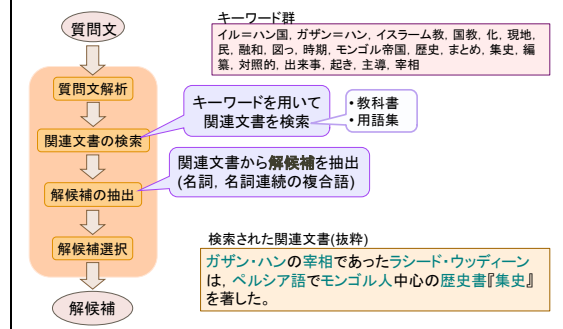 質問文
質問文解析
関連文書の検索
解候補の抽出
解候補選択
解候補
キーワード群
イル＝ハン国, ガザン＝ハン, イスラーム教, 国教, 化, 現地,
民, 融和, 図っ, 時期, モンゴル帝国, 歴史, まとめ, 集史, 編
纂, 対照的, 出来事, 起き, 主導, 宰相
キーワードを用いて
関連文書を検索
• 教科書
• 用語集
関連文書から解候補を抽出
(名詞, 名詞連続の複合語)
検索された関連文書(抜粋)
ガザン・ハンの宰相であったラシード・ウッディーン
は, ペルシア語でモンゴル人中心の歴史書『集史』
を著した。